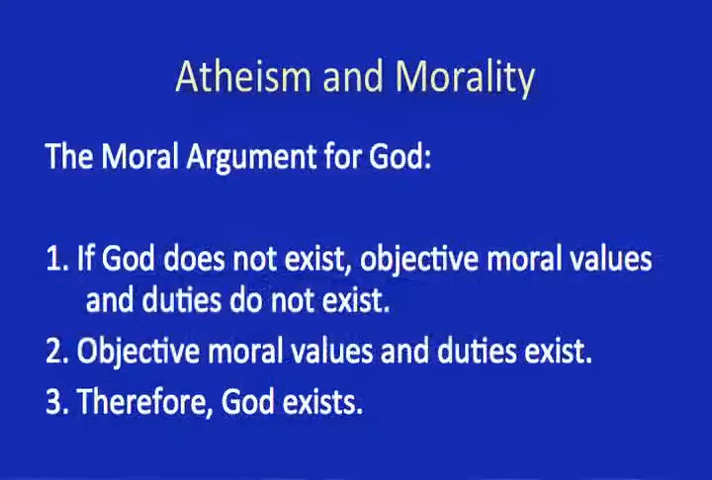 Atheism and Morality
The Moral Argument for God:
1. If God does not exist, objective moral values
and duties do not exist.
2. Objective moral values and duties exist.
3. Therefore, God exists.